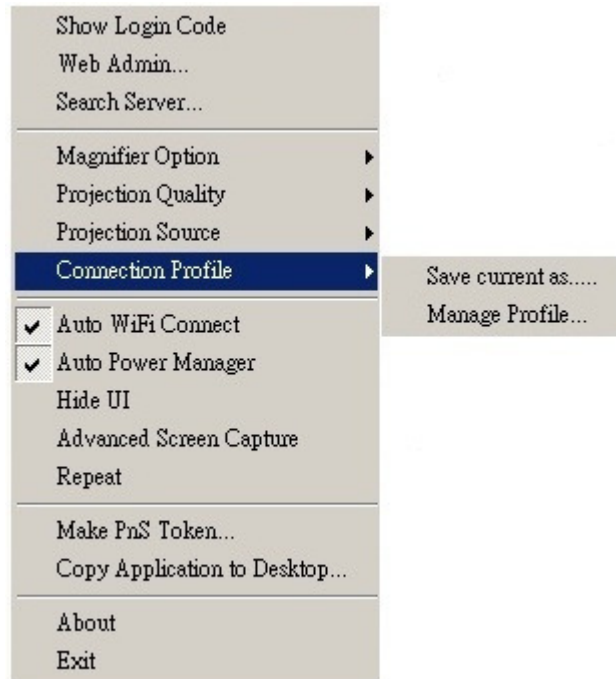 Show Login Code
Web Admin...
Search Server...
Magnifier Option
Projection Quality
Projection Source
Connection Profile
Save current as.....
Manage Profile...
Auto WiFi Connect
Auto Power Manager
Hide UI
Advanced Screen Capture
Repeat
Make PnS Token...
Copy Application to Desktop...
About
Exit